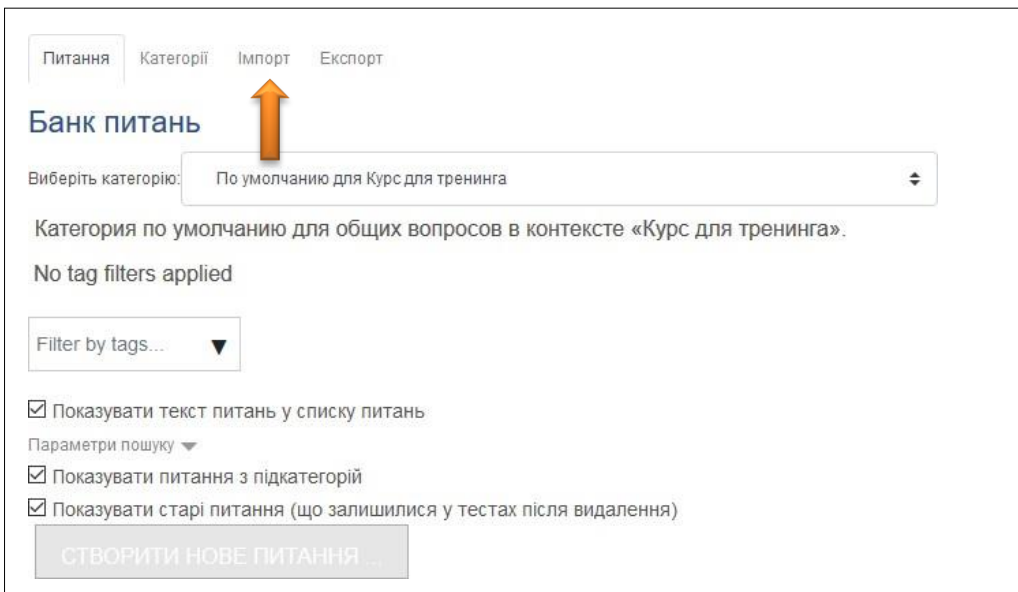 Питання Категорії Імпорт Експорт
Банк питань
Виберіть категорію: По умолчанию для Курс для тренинга
Категория по умолчанию для общих вопросов в контексте «Курс для тренинга».
No tag filters applied
Filter by tags...
Показувати текст питань у списку питань
Параметри пошуку
Показувати питання з підкатегорій
Показувати старі питання (що залишилися у тестах після видалення)
СТВОРИТИ НОВЕ ПИТАННЯ ...